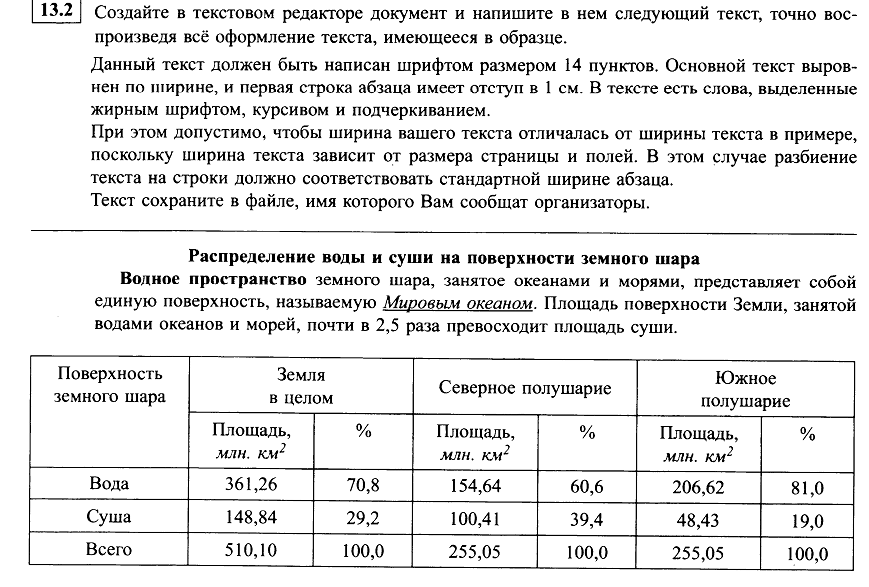 13.2 Создайте в текстовом редакторе документ и напишите в нем следующий текст, точно вос-
произведя всё оформление текста, имеющееся в образце.
Данный текст должен быть написан шрифтом размером 14 пунктов. Основной текст выров-
нен по ширине, и первая строка абзаца имеет отступ в 1 см. В тексте есть слова, выделенные
жирным шрифтом, курсивом и подчеркиванием.
При этом допустимо, чтобы ширина вашего текста отличалась от ширины текста в примере,
поскольку ширина текста зависит от размера страницы и полей. В этом случае разбиение
текста на строки должно соответствовать стандартной ширине абзаца.
Текст сохраните в файле, имя которого Вам сообщат организаторы.
Распределение воды и суши на поверхности земного шара
Водное пространство земного шара, занятое океанами и морями, представляет собой
единую поверхность, называемую Мировым океаном. Площадь поверхности Земли, занятой
водами океанов и морей, почти в 2,5 раза превосходит площадь суши.
Поверхность
земного шара
Земля
в целом
Северное полушарие
Южное
полушарие
Площадь,
млн. км²
%
Площадь,
млн. км²
%
Площадь,
млн. км²
%
Вода 361,26 70,8 154,64 60,6 206,62 81,0
Суша 148,84 29,2 100,41 39,4 48,43 19,0
Всего 510,10 100,0 255,05 100,0 255,05 100,0